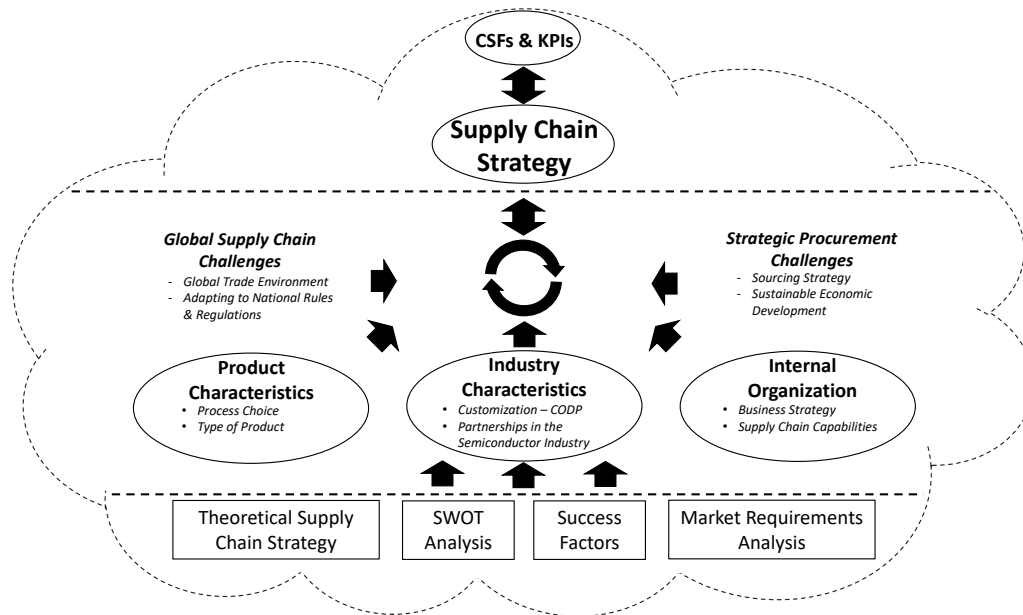 CSFs & KPIs
Supply Chain
Strategy
Global Supply Chain
Challenges
- Global Trade Environment
- Adapting to National Rules
& Regulations
Strategic Procurement
Challenges
- Sourcing Strategy
- Sustainable Economic
Development
Product
Characteristics
• Process Choice
• Type of Product
Industry
Characteristics
• Customization – CODP
• Partnerships in the
Semiconductor Industry
Internal
Organization
• Business Strategy
• Supply Chain Capabilities
Theoretical Supply
Chain Strategy
SWOT
Analysis
Success
Factors
Market Requirements
Analysis